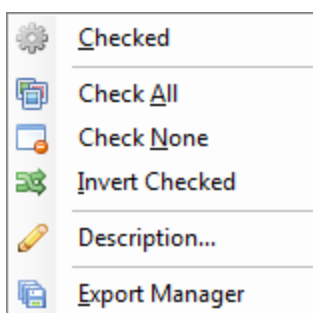 Checked
Check All
Check None
Invert Checked
Description...
Export Manager